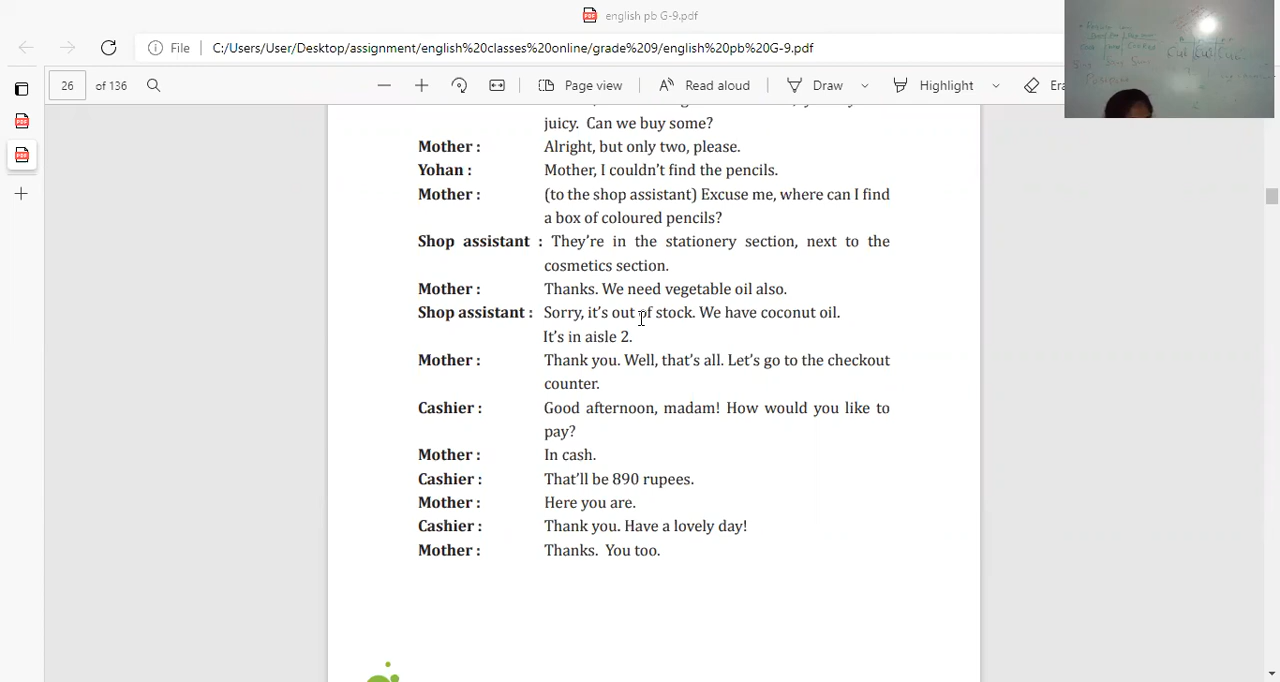 english pb G-9.pdf
File C:/Users/User/Desktop/assignment/english%20classes%20online/grade%209/english%20pb%20G-9.pdf
26 of 136 Page view Read aloud Draw Highlight
juicy. Can we buy some?
Mother : Alright, but only two, please.
Yohan : Mother, I couldn't find the pencils.
Mother : (to the shop assistant) Excuse me, where can I find
a box of coloured pencils?
Shop assistant : They're in the stationery section, next to the
cosmetics section.
Mother : Thanks. We need vegetable oil also.
Shop assistant : Sorry, it's out of stock. We have coconut oil.
It's in aisle 2.
Mother : Thank you. Well, that's all. Let's go to the checkout
counter.
Cashier : Good afternoon, madam! How would you like to
pay?
Mother : In cash.
Cashier : That'll be 890 rupees.
Mother : Here you are.
Cashier : Thank you. Have a lovely day!
Mother : Thanks. You too.